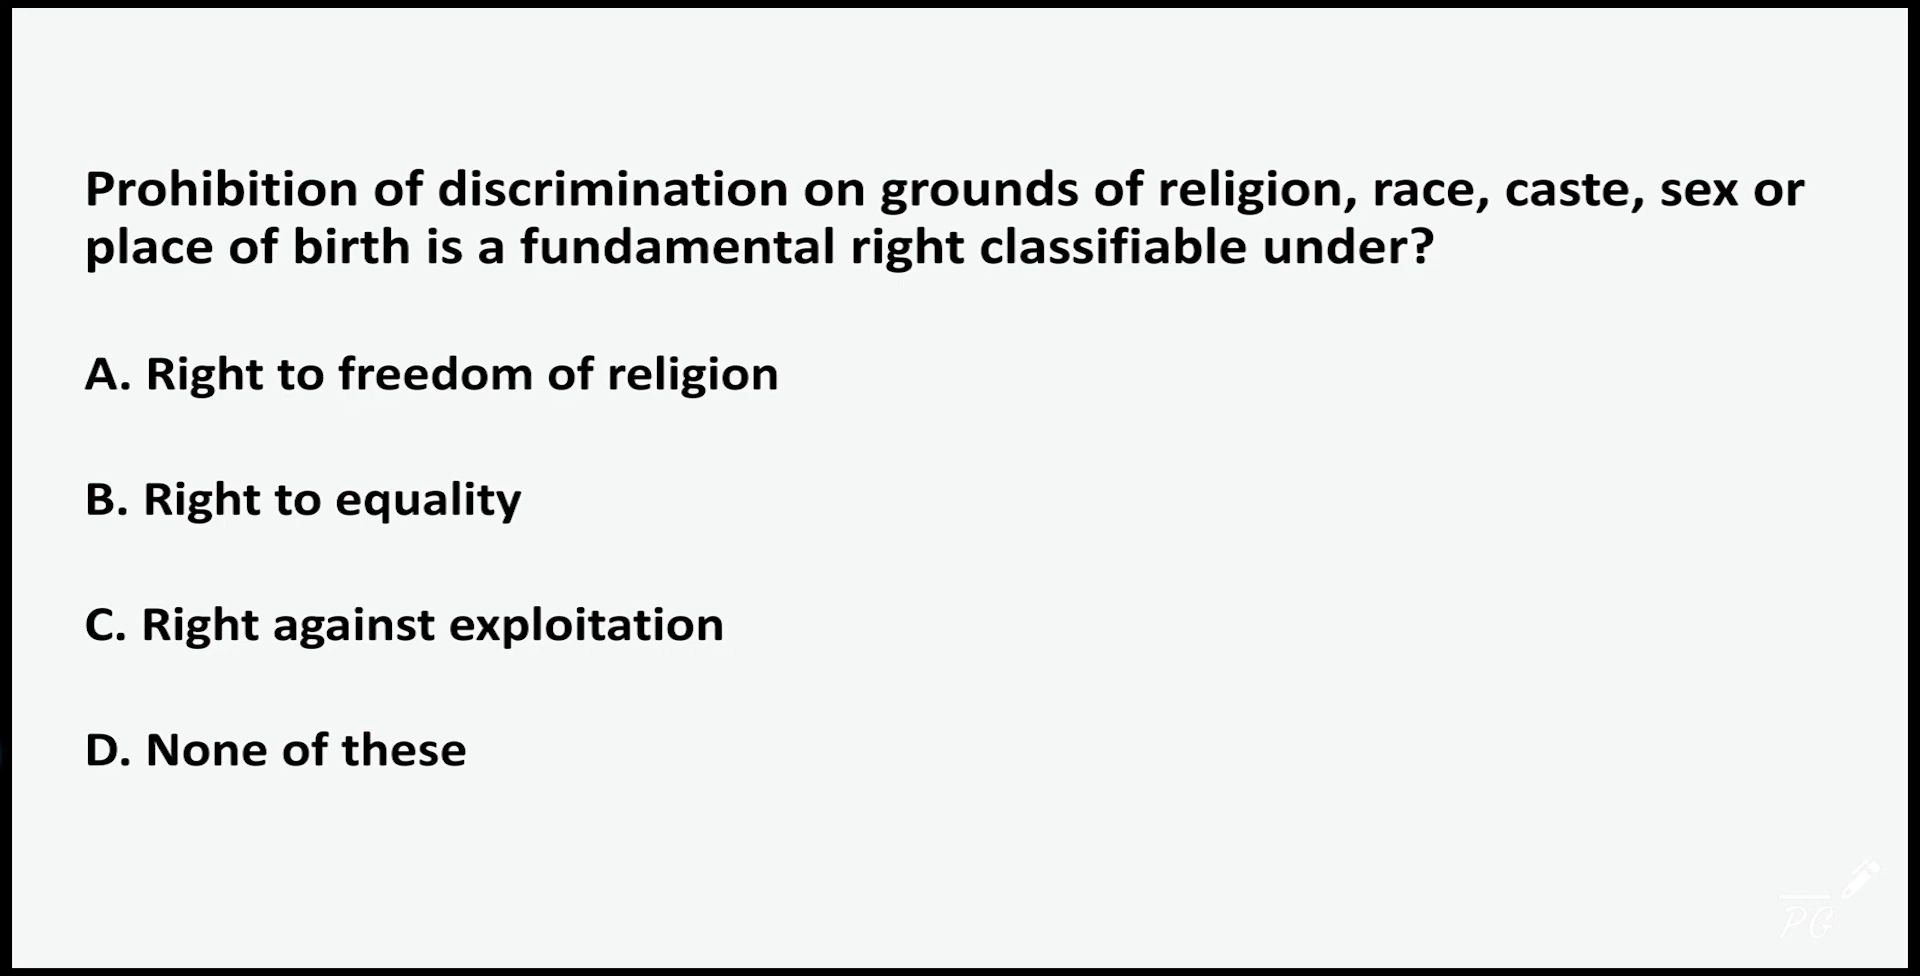 Prohibition of discrimination on grounds of religion, race, caste, sex or
place of birth is a fundamental right classifiable under?
A. Right to freedom of religion
B. Right to equality
C. Right against exploitation
D. None of these
PG